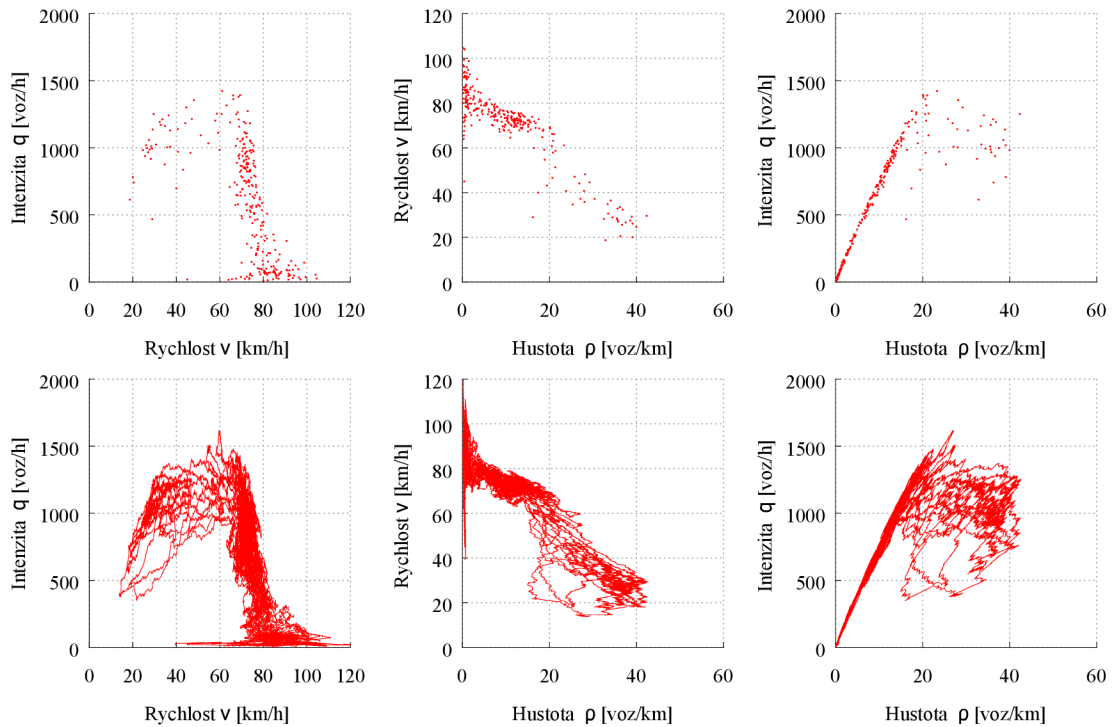 2000
1500
1000
500
0
0 20 40 60 80 100 120
Intenzita q [voz/h]
Rychlost v [km/h]
120
100
80
60
40
20
0
0 20 40 60
Rychlost v [km/h]
Hustota ρ [voz/km]
2000
1500
1000
500
0
0 20 40 60
Intenzita q [voz/h]
Hustota ρ [voz/km]
2000
1500
1000
500
0
0 20 40 60 80 100 120
Intenzita q [voz/h]
Rychlost v [km/h]
120
100
80
60
40
20
0
0 20 40 60
Rychlost v [km/h]
Hustota ρ [voz/km]
2000
1500
1000
500
0
0 20 40 60
Intenzita q [voz/h]
Hustota ρ [voz/km]